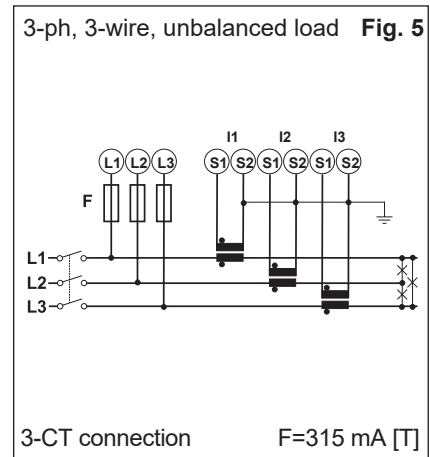 3-ph, 3-wire, unbalanced load Fig. 5
I1 I2 I3
L1 L2 L3 S1 S2 S1 S2 S1 S2
F
L1
L2
L3
3-CT connection F=315 mA [T]